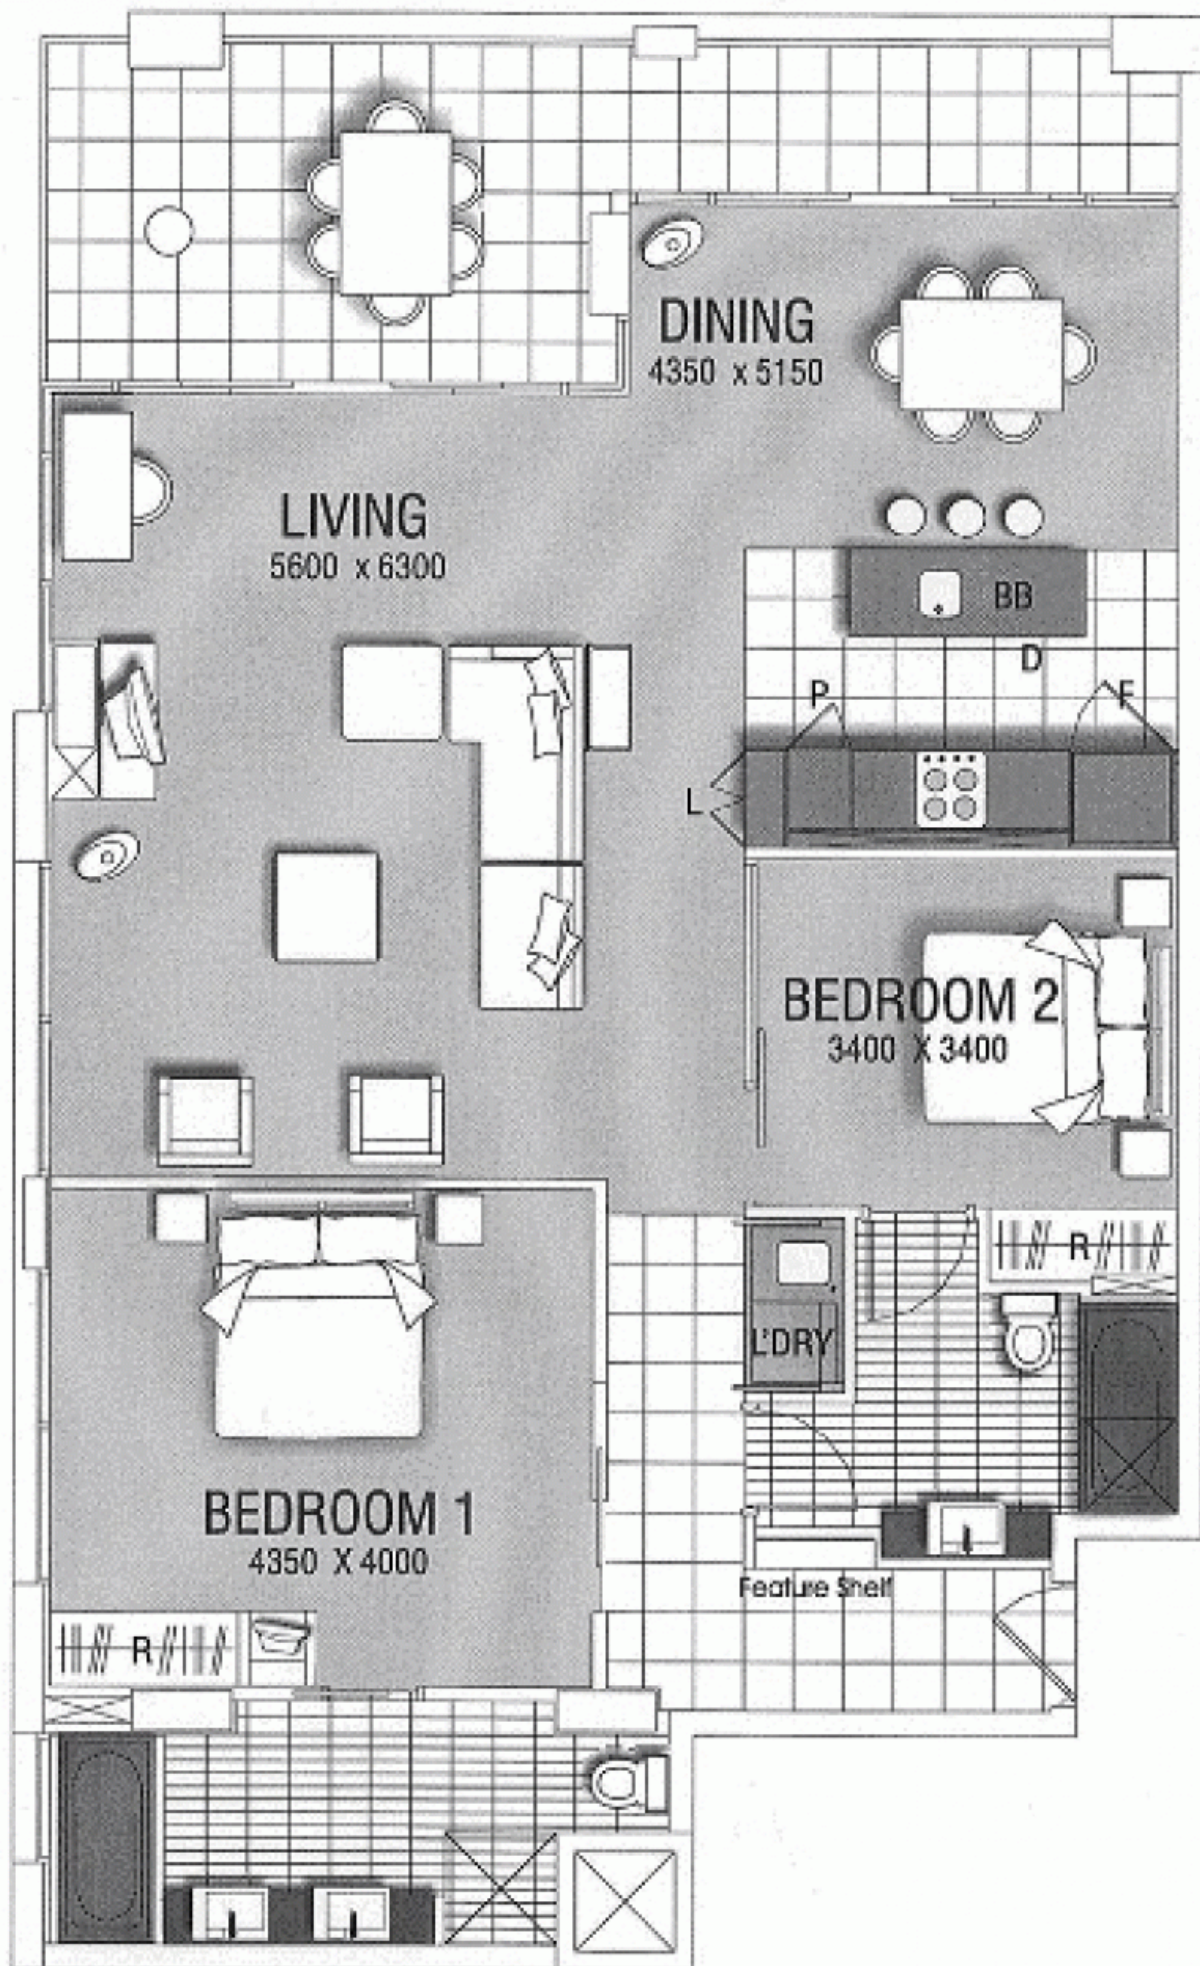 DINING
4350 x 5150
LIVING
5600 x 6300
BB
D
P
F
L
BEDROOM 2
3400 X 3400
R
L'DRY
BEDROOM 1
4350 X 4000
Feature Shelf
R